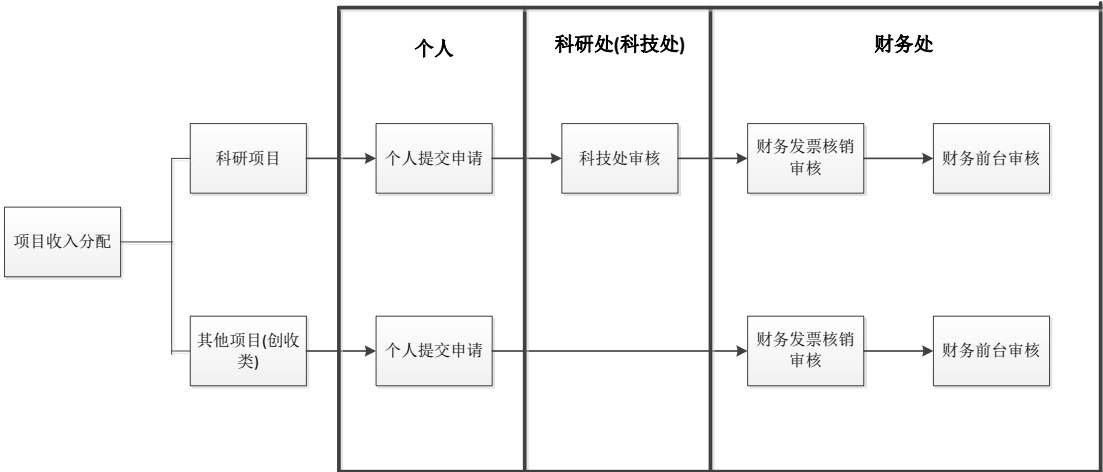 个人
科研处(科技处)
财务处
科研项目
个人提交申请
科技处审核
财务发票核销
审核
财务前台审核
项目收入分配
其他项目(创收
类)
个人提交申请
财务发票核销
审核
财务前台审核